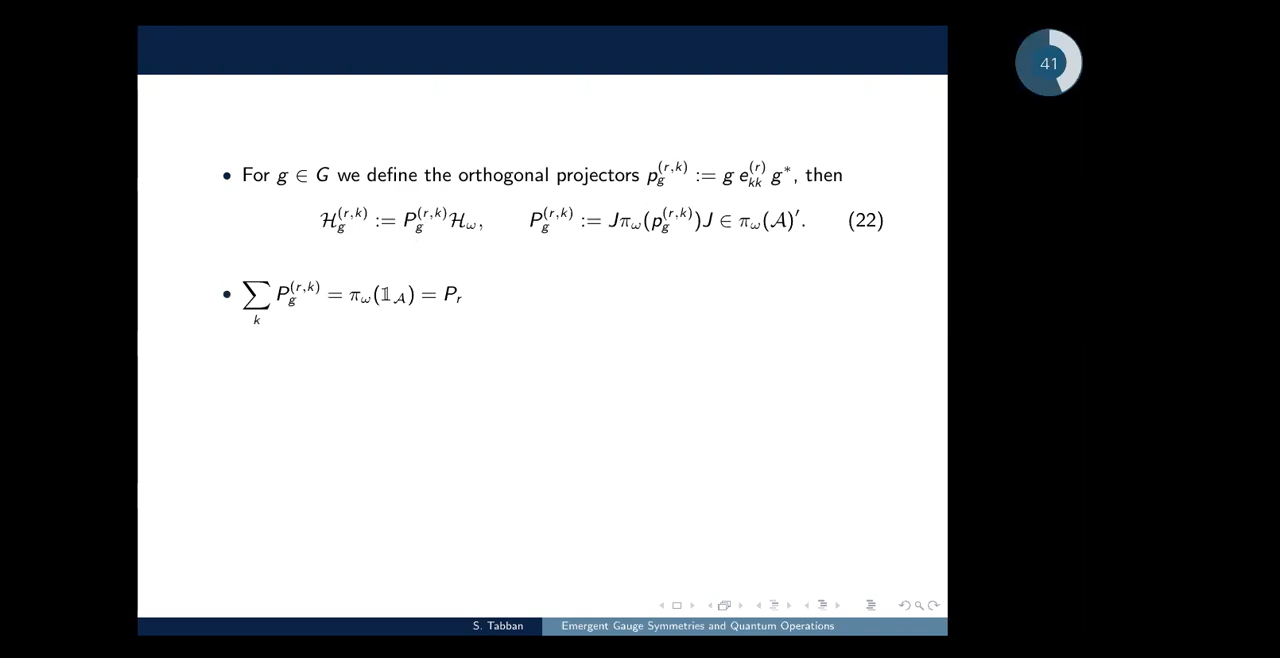 41
• For g ∈ G we define the orthogonal projectors p_g^{(r,k)} := g e_{kk}^{(r)} g*, then
ℋ_g^{(r,k)} := P_g^{(r,k)} ℋ_ω,   P_g^{(r,k)} := Jπ_ω(p_g^{(r,k)})J ∈ π_ω(𝒜)′.   (22)
• ∑_k P_g^{(r,k)} = π_ω(𝟙_𝒜) = P_r
S. Tabban   Emergent Gauge Symmetries and Quantum Operations